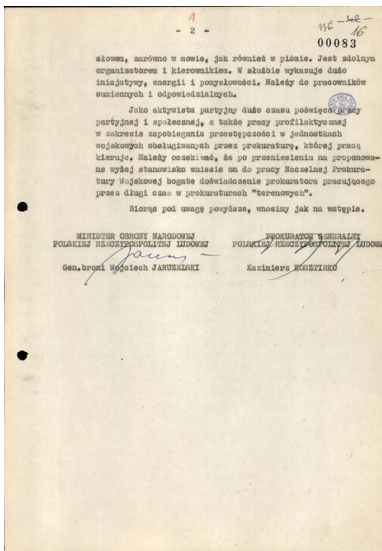 1
- 2 -
136 42
16
00083
słowem, zarówno w mowie, jak również w piśmie. Jest zdolnym
organizatorem i kierownikiem. W służbie wykazuje dużo
inicjatywy, energii i pomysłowości. Należy do pracowników
sumiennych i odpowiedzialnych.
Jako aktywista partyjny dużo czasu poświęca pracy
partyjnej i społecznej, a także pracy profilaktycznej
w zakresie zapobiegania przestępczości w jednostkach
wojskowych obsługiwanych przez prokuraturę, której pracą
kieruje. Należy oczekiwać, że po przeniesieniu na proponowa-
ne wyżej stanowisko wniesie on do pracy Naczelnej Prokura-
tury Wojskowej bogate doświadczenie prokuratora pracującego
przez długi czas w prokuraturach "terenowych".
Biorąc pod uwagę powyższe, wnosimy jak na wstępie.
MINISTER OBRONY NARODOWEJ PROKURATOR GENERALNY
POLSKIEJ RZECZYPOSPOLITEJ LUDOWEJ POLSKIEJ RZECZYPOSPOLITEJ LUDOWE
Gen.broni Wojciech JARUZELSKI Kazimierz KOSZTIRKO